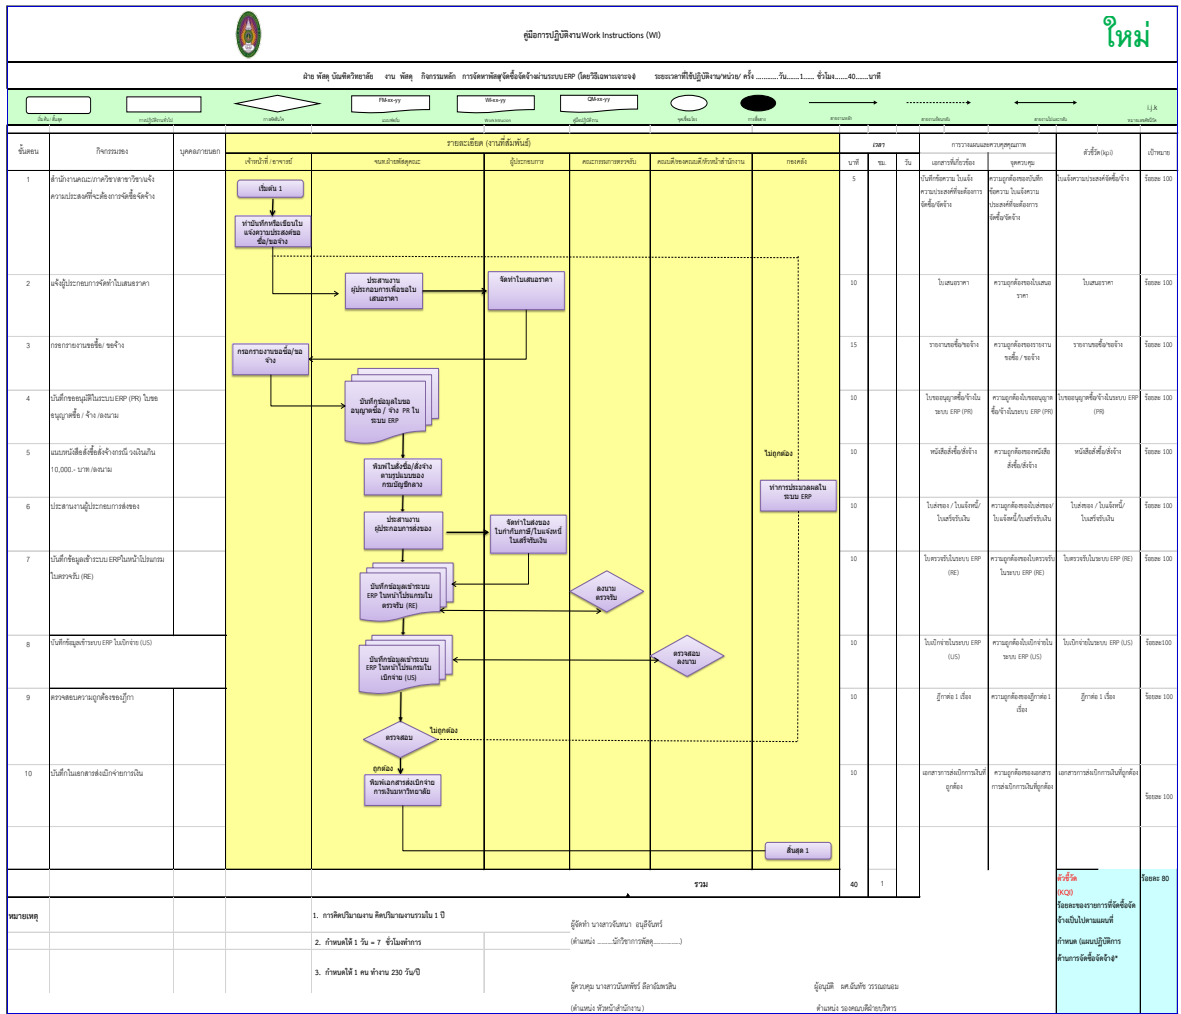 คู่มือการปฏิบัติงานWork Instructions (WI)
ใหม่
ฝ่าย พัสดุ บัณฑิตวิทยาลัย งาน พัสดุ กิจกรรมหลัก การจัดหาพัสดุจัดซื้อจัดจ้างผ่านระบบ ERP (โดยวิธีเฉพาะเจาะจง) ระยะเวลาที่ใช้ปฏิบัติงาน/หน่วย/ ครั้ง ...........วัน......1..... ชั่วโมง.......40......นาที
FM-xx-yy
WI-xx-yy
QM-xx-yy
i.j.k
เริ่มต้น / สิ้นสุด
การปฏิบัติงานทั่วไป
การตัดสินใจ
แบบฟอร์ม
Work Instruction
คู่มือปฏิบัติงาน
จุดเชื่อมโยง
ขั้นตอน
กิจกรรมรอง
บุคคลภายนอก
รายละเอียด (งานที่สัมพันธ์)
เวลา
การวางแผนและควบคุมคุณภาพ
ตัวชี้วัด(kpi)
เป้าหมาย
เจ้าหน้าที่ / อาจารย์
จนท.ฝ่ายพัสดุคณะ
ผู้ประกอบการ
คณะกรรมการตรวจรับ
คณบดี/รองคณบดี/หัวหน้าสำนักงาน
กองคลัง
นาที
ชม.
วัน
เอกสารที่เกี่ยวข้อง
จุดควบคุม
1
สำนักงานคณะ/ภาควิชา/สาขาวิชา/แจ้ง
ความประสงค์ที่จะต้องการจัดซื้อจัดจ้าง
เริ่มต้น 1
ทำบันทึกหรือเขียนใบ
แจ้งความประสงค์ขอ
ซื้อ/ขอจ้าง
5
บันทึกข้อความ ใบแจ้ง
ความประสงค์ที่จะต้องการ
จัดซื้อ/จัดจ้าง
ความถูกต้องของบันทึก
ข้อความ ใบแจ้งความ
ประสงค์ที่จะต้องการ
จัดซื้อ/จัดจ้าง
ใบแจ้งความประสงค์จัดซื้อ/จ้าง
ร้อยละ 100
2
แจ้งผู้ประกอบการจัดทำใบเสนอราคา
ประสานงาน
ผู้ประกอบการเพื่อขอใบ
เสนอราคา
จัดทำใบเสนอราคา
10
ใบเสนอราคา
ความถูกต้องของใบเสนอ
ราคา
ใบเสนอราคา
ร้อยละ 100
3
กรอกรายงานขอซื้อ/ ขอจ้าง
กรอกรายงานขอซื้อ/ขอ
จ้าง
15
รายงานขอซื้อ/ขอจ้าง
ความถูกต้องของรายงาน
ขอซื้อ / ขอจ้าง
รายงานขอซื้อ/ขอจ้าง
ร้อยละ 100
4
บันทึกขออนุมัติในระบบ ERP (PR) ใบขอ
อนุญาตซื้อ / จ้าง /ลงนาม
บันทึกข้อมูลใบขอ
อนุญาตซื้อ / จ้าง PR ใน
ระบบ ERP
10
ใบขออนุญาตซื้อ/จ้างใน
ระบบ ERP (PR)
ความถูกต้องใบขออนุญาต
ซื้อ/จ้างในระบบ ERP (PR)
ใบขออนุญาตซื้อ/จ้างในระบบ ERP
(PR)
ร้อยละ 100
5
แนบหนังสือสั่งซื้อสั่งจ้างกรณี วงเงินเกิน
10,000.- บาท /ลงนาม
พิมพ์ใบสั่งซื้อ/สั่งจ้าง
ตามรูปแบบของ
กรมบัญชีกลาง
ไม่ถูกต้อง
ทำการประมวลผลใน
ระบบ ERP
10
หนังสือสั่งซื้อ/สั่งจ้าง
ความถูกต้องของหนังสือ
สั่งซื้อ/สั่งจ้าง
หนังสือสั่งซื้อ/สั่งจ้าง
ร้อยละ 100
6
ประสานงานผู้ประกอบการส่งของ
ประสานงาน
ผู้ประกอบการส่งของ
จัดทำใบส่งของ
ใบกำกับภาษี/ใบแจ้งหนี้
ใบเสร็จรับเงิน
10
ใบส่งของ / ใบแจ้งหนี้/
ใบเสร็จรับเงิน
ความถูกต้องของใบส่งของ/
ใบแจ้งหนี้/ใบเสร็จรับเงิน
ใบส่งของ / ใบแจ้งหนี้/
ใบเสร็จรับเงิน
ร้อยละ 100
7
บันทึกข้อมูลเข้าระบบ ERPในหน้าโปรแกรม
ใบตรวจรับ (RE)
บันทึกข้อมูลเข้าระบบ
ERP ในหน้าโปรแกรมใบ
ตรวจรับ (RE)
ลงนาม
ตรวจรับ
10
ใบตรวจรับในระบบ ERP
(RE)
ความถูกต้องของใบตรวจรับ
ในระบบ ERP (RE)
ใบตรวจรับในระบบ ERP (RE)
ร้อยละ 100
8
บันทึกข้อมูลเข้าระบบ ERP ใบเบิกจ่าย (US)
บันทึกข้อมูลเข้าระบบ
ERP ในหน้าโปรแกรมใบ
เบิกจ่าย (US)
ตรวจสอบ
ลงนาม
10
ใบเบิกจ่ายในระบบ ERP
(US)
ความถูกต้องใบเบิกจ่ายใน
ระบบ ERP (US)
ใบเบิกจ่ายในระบบ ERP (US)
ร้อยละ100
9
ตรวจสอบความถูกต้องของฎีกา
ตรวจสอบ
ไม่ถูกต้อง
ถูกต้อง
10
ฎีกาต่อ 1 เรื่อง
ความถูกต้องของฎีกาต่อ 1
เรื่อง
ฎีกาต่อ 1 เรื่อง
ร้อยละ 100
10
บันทึกในเอกสารส่งเบิกจ่ายการเงิน
พิมพ์เอกสารส่งเบิกจ่าย
การเงินมหาวิทยาลัย
10
เอกสารการส่งเบิกการเงินที่
ถูกต้อง
ความถูกต้องของเอกสาร
การส่งเบิกการเงินที่ถูกต้อง
เอกสารการส่งเบิกการเงินที่ถูกต้อง
ร้อยละ 100
สิ้นสุด 1
รวม
40
1
ตัวชี้วัด
(KQI)
ร้อยละของรายการที่จัดซื้อจัด
จ้างเป็นไปตามแผนที่
กำหนด (แผนปฏิบัติการ
ด้านการจัดซื้อจัดจ้าง)*
ร้อยละ 80
หมายเหตุ
1. การคิดปริมาณงาน คิดปริมาณงานรวมใน 1 ปี
2. กำหนดให้ 1 วัน = 7 ชั่วโมงทำการ
3. กำหนดให้ 1 คน ทำงาน 230 วัน/ปี
ผู้จัดทำ นางสาวจันทนา อนุลีจันทร์
(ตำแหน่ง .........นักวิชาการพัสดุ.............)
ผู้ควบคุม นางสาวนันทพัชร์ ลีลาอัมพรสิน
(ตำแหน่ง หัวหน้าสำนักงาน )
ผู้อนุมัติ ผศ.ฉันทัช วรรณถนอม
ตำแหน่ง รองคณบดีฝ่ายบริหาร